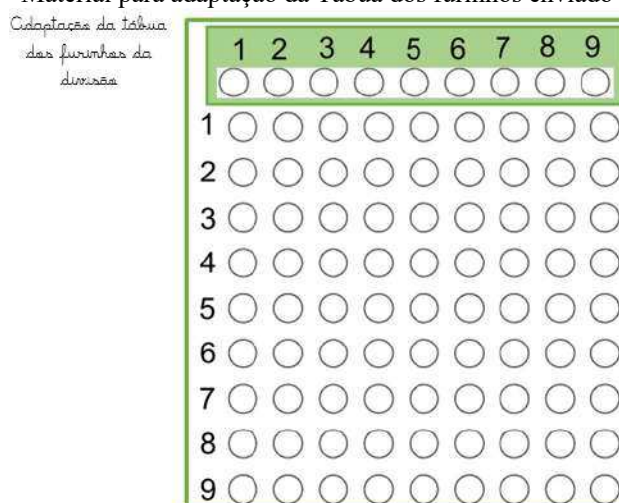 Material para adaptação da Tábua dos furinhos enviado
Adaptação da tábua
dos furinhos da
divisão
1 2 3 4 5 6 7 8 9
1
2
3
4
5
6
7
8
9